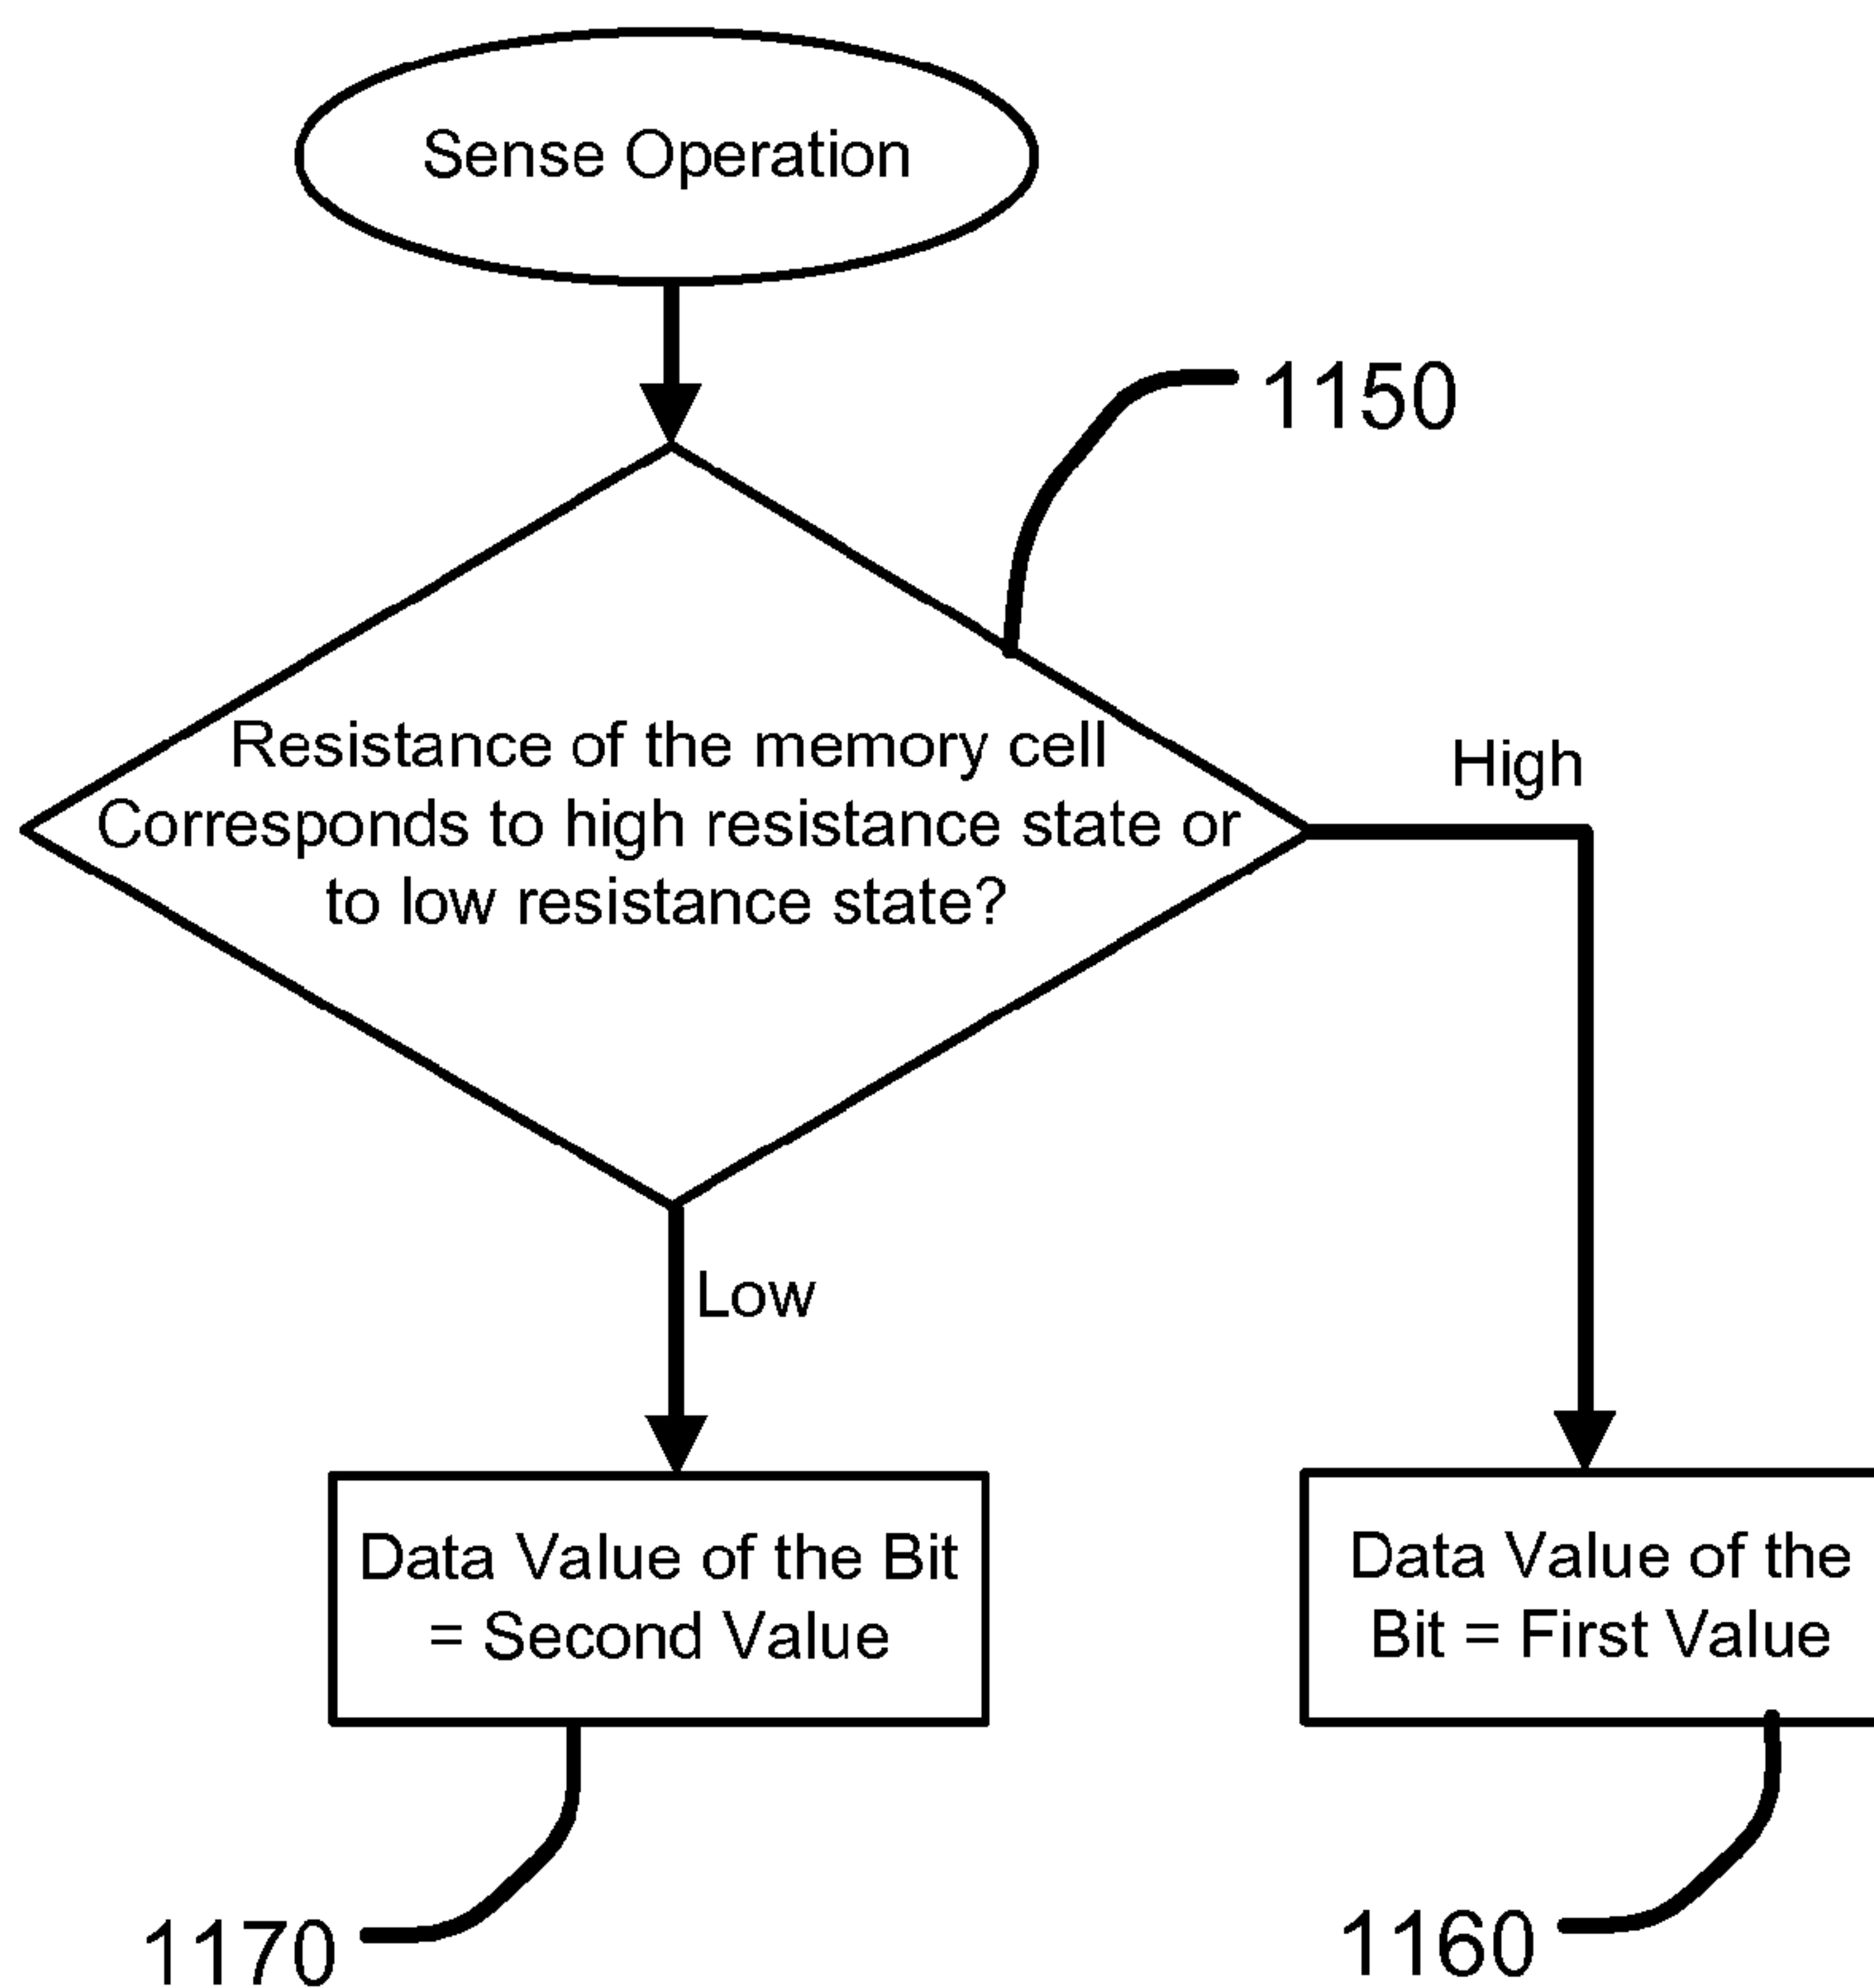 Sense Operation
1150
Resistance of the memory cell
Corresponds to high resistance state or
to low resistance state?
High
Low
Data Value of the Bit
= Second Value
Data Value of the
Bit = First Value
1170
1160